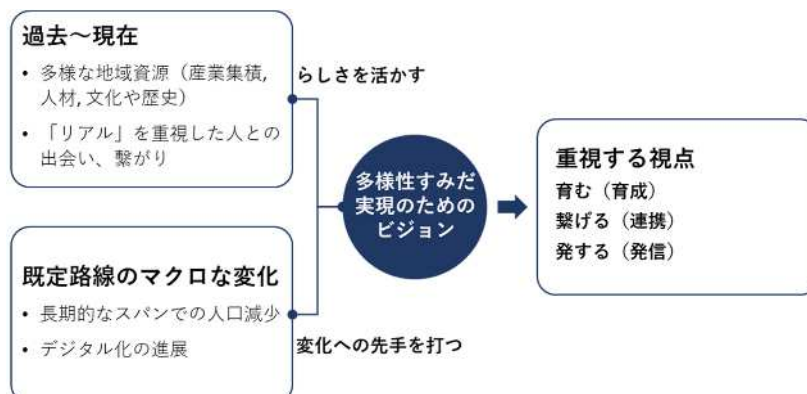 過去～現在
• 多様な地域資源（産業集積,
人材, 文化や歴史）
• 「リアル」を重視した人との
出会い、繋がり
らしさを活かす
既定路線のマクロな変化
• 長期的なスパンでの人口減少
• デジタル化の進展
変化への先手を打つ
多様性すみだ
実現のための
ビジョン
重視する視点
育む（育成）
繋げる（連携）
発する（発信）